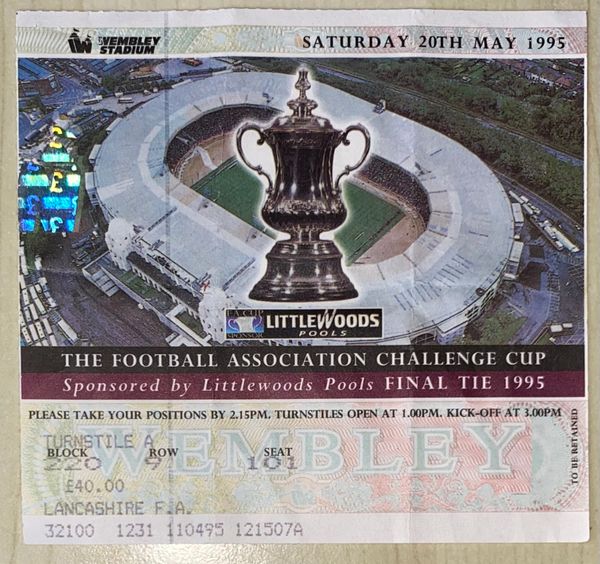 WEMBLEY
STADIUM
SATURDAY 20TH MAY 1995
F.A CUP
SPONSOR
LITTLEWOODS
POOLS
THE FOOTBALL ASSOCIATION CHALLENGE CUP
Sponsored by Littlewoods Pools FINAL TIE 1995
PLEASE TAKE YOUR POSITIONS BY 2.15PM. TURNSTILES OPEN AT 1.00PM. KICK-OFF AT 3.00PM
WEMBLEY
TURNSTILE A
BLOCK ROW SEAT
220 9 101
£40.00
LANCASHIRE F.A.
32100 1231 110495 121507A
TO BE RETAINED